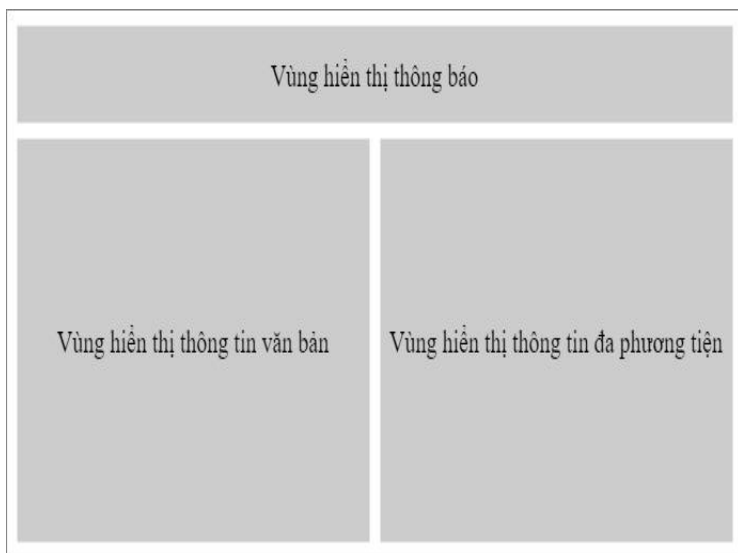 Vùng hiển thị thông báo
Vùng hiển thị thông tin văn bản
Vùng hiển thị thông tin đa phương tiện